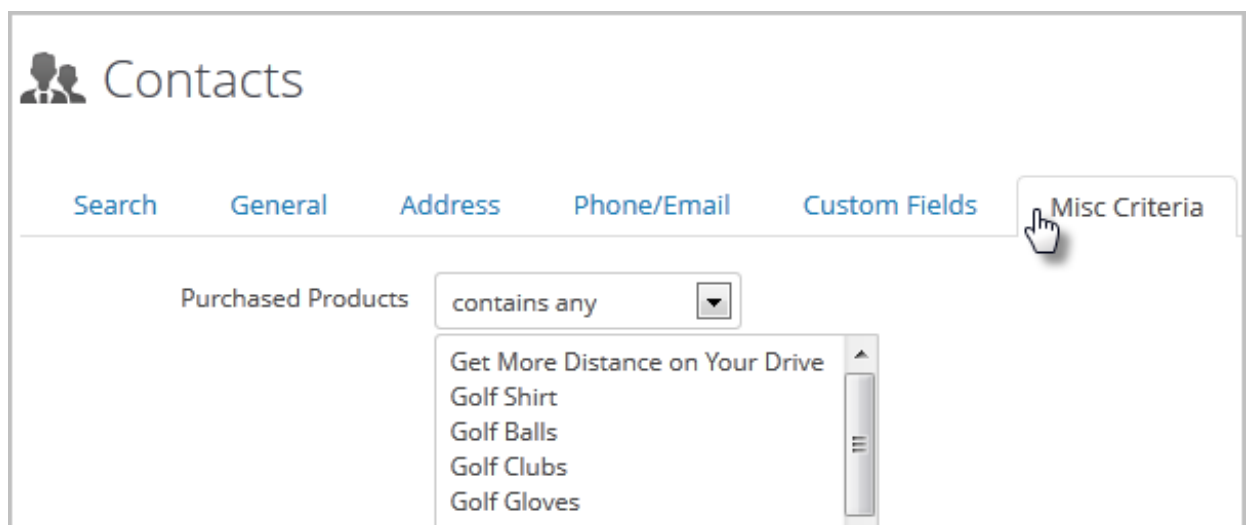 Contacts
Search General Address Phone/Email Custom Fields Misc Criteria
Purchased Products contains any
Get More Distance on Your Drive
Golf Shirt
Golf Balls
Golf Clubs
Golf Gloves